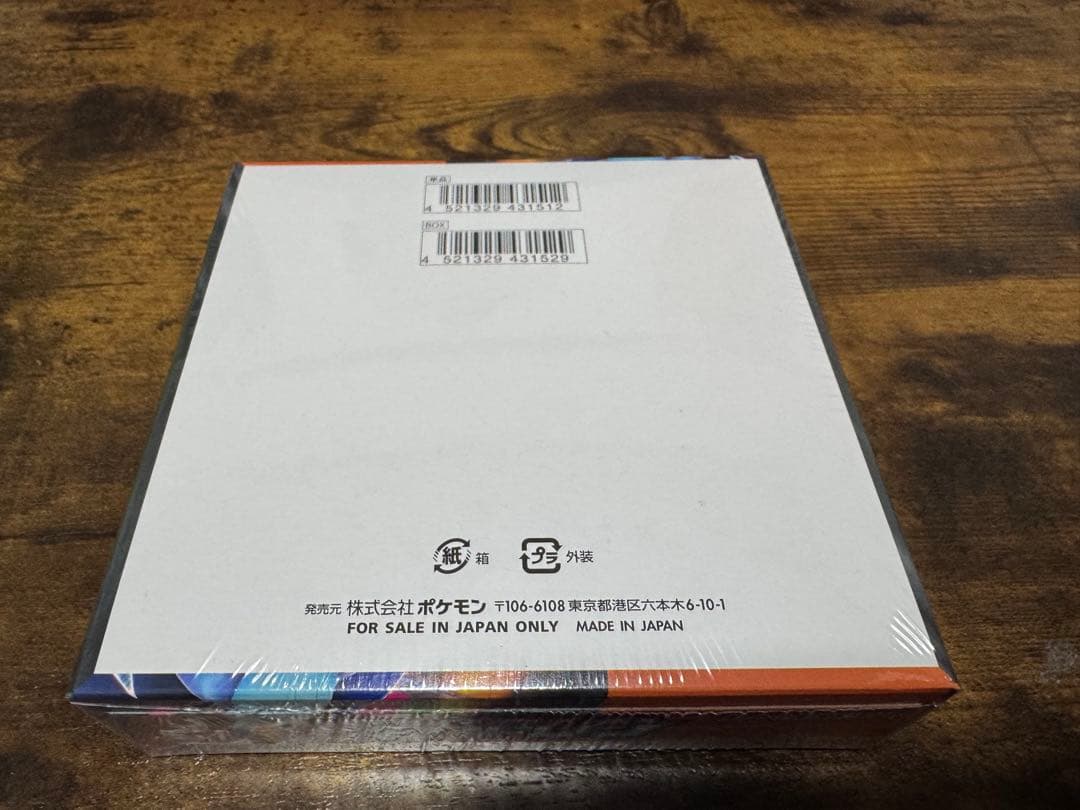 単品
4 521329 431512
BOX
4 521329 431529
紙 箱 プラ 外装
発売元 株式会社 ポケモン 〒106-6108 東京都港区六本木6-10-1
FOR SALE IN JAPAN ONLY MADE IN JAPAN